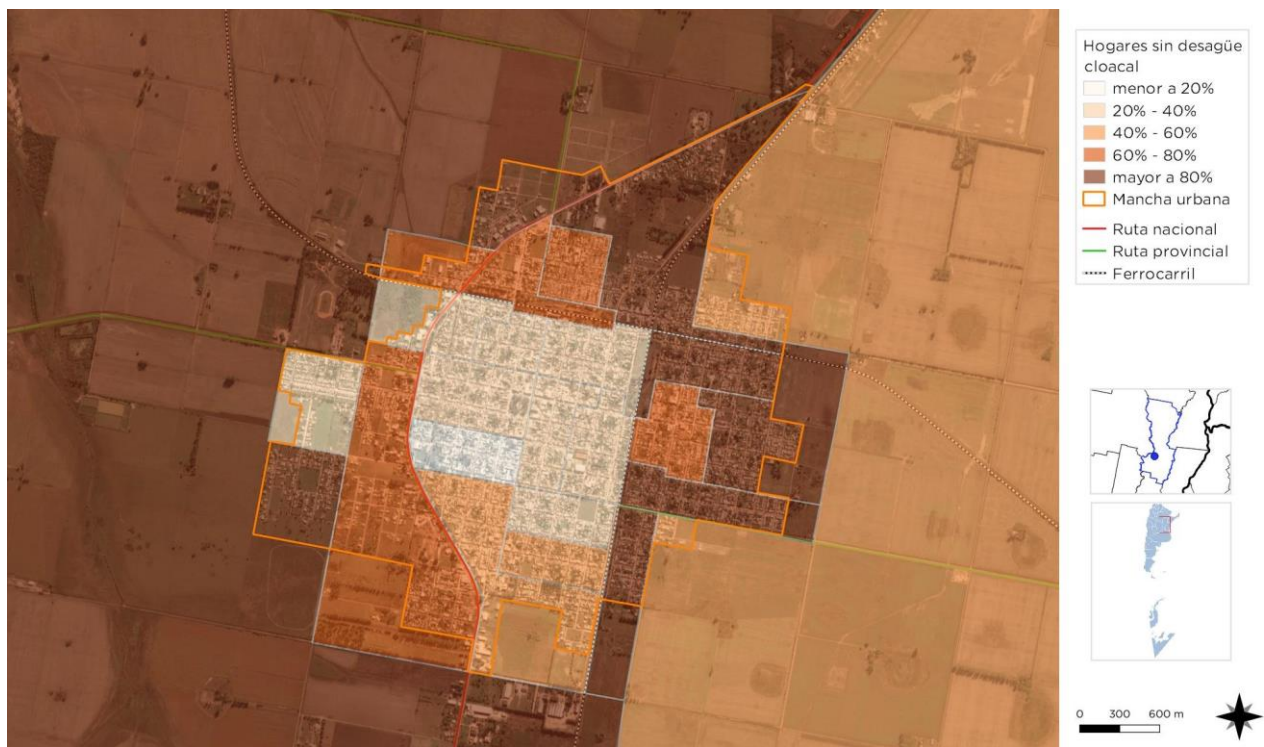 Hogares sin desagüe
cloacal
menor a 20%
20% - 40%
40% - 60%
60% - 80%
mayor a 80%
Mancha urbana
Ruta nacional
Ruta provincial
Ferrocarril
0 300 600 m